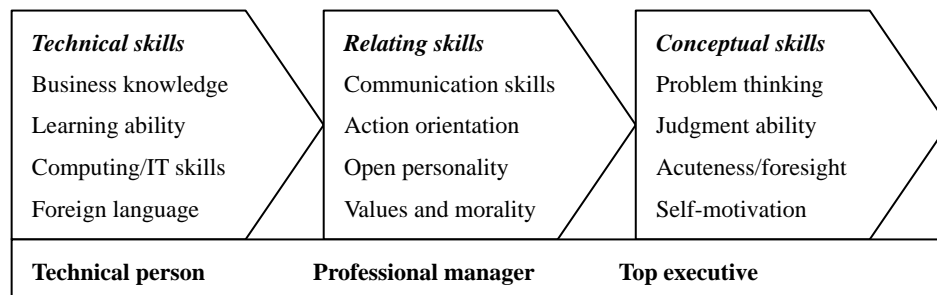 Technical skills
Business knowledge
Learning ability
Computing/IT skills
Foreign language
Relating skills
Communication skills
Action orientation
Open personality
Values and morality
Conceptual skills
Problem thinking
Judgment ability
Acuteness/foresight
Self-motivation
Technical person
Professional manager
Top executive